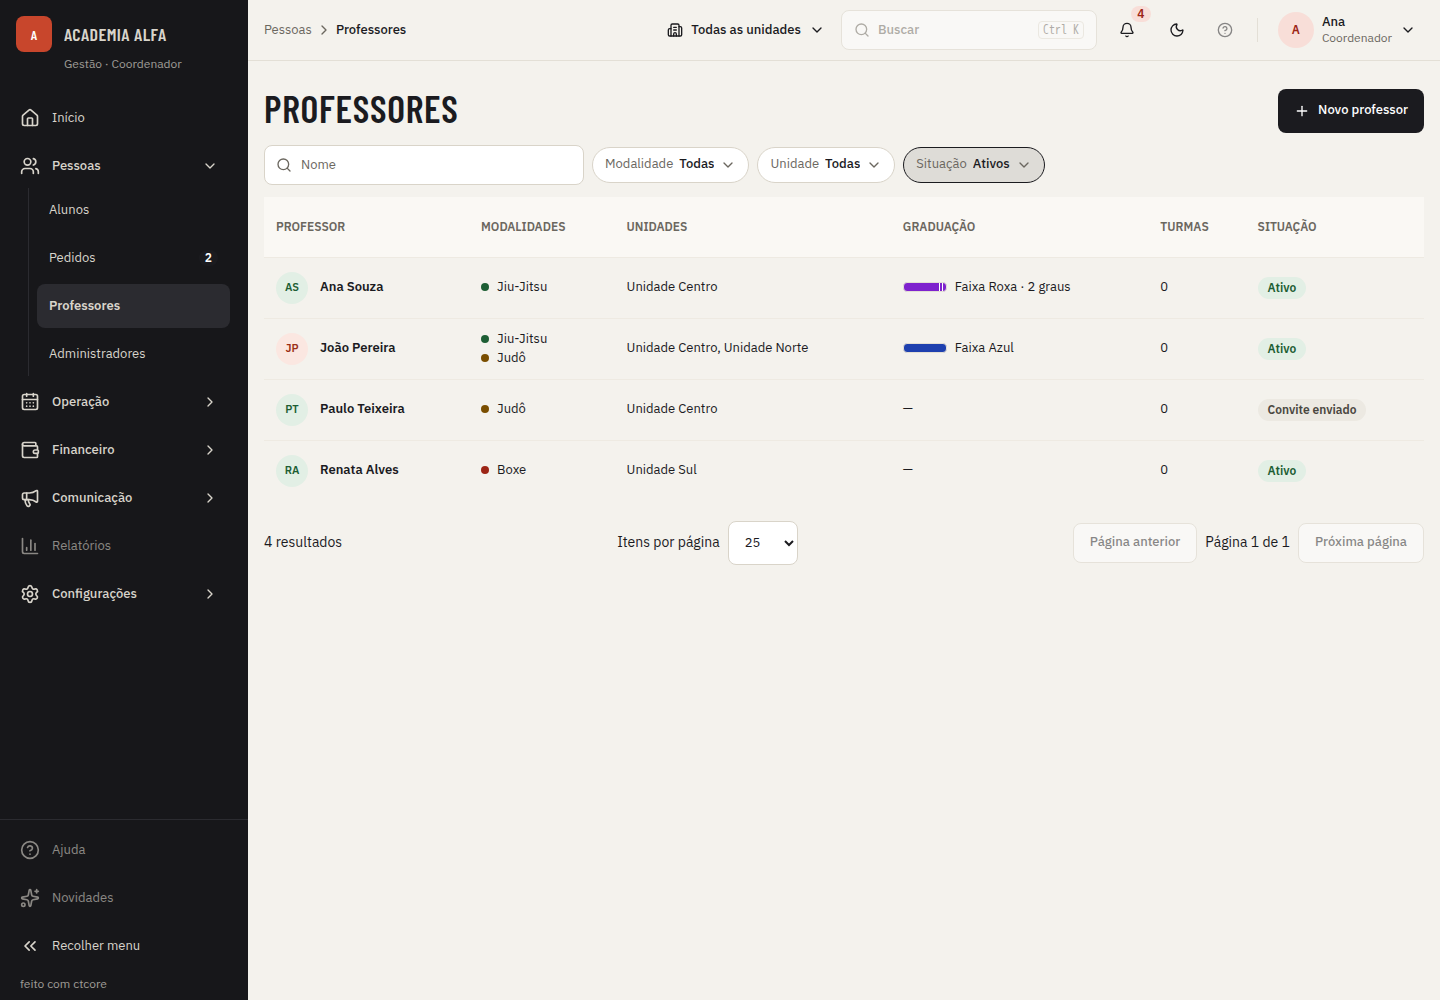 A
ACADEMIA ALFA
Gestão · Coordenador
Início
Pessoas
Alunos
Pedidos 2
Professores
Administradores
Operação
Financeiro
Comunicação
Relatórios
Configurações
Ajuda
Novidades
Recolher menu
feito com ctcore
Pessoas Professores
Todas as unidades
Buscar Ctrl K
4
A
Ana
Coordenador
PROFESSORES
Novo professor
Nome
Modalidade Todas
Unidade Todas
Situação Ativos
PROFESSOR MODALIDADES UNIDADES GRADUAÇÃO TURMAS SITUAÇÃO
AS Ana Souza Jiu-Jitsu Unidade Centro Faixa Roxa · 2 graus 0 Ativo
JP João Pereira Jiu-Jitsu Unidade Centro, Unidade Norte Faixa Azul 0 Ativo
Judô
PT Paulo Teixeira Judô Unidade Centro — 0 Convite enviado
RA Renata Alves Boxe Unidade Sul — 0 Ativo
4 resultados Itens por página 25 Página anterior Página 1 de 1 Próxima página